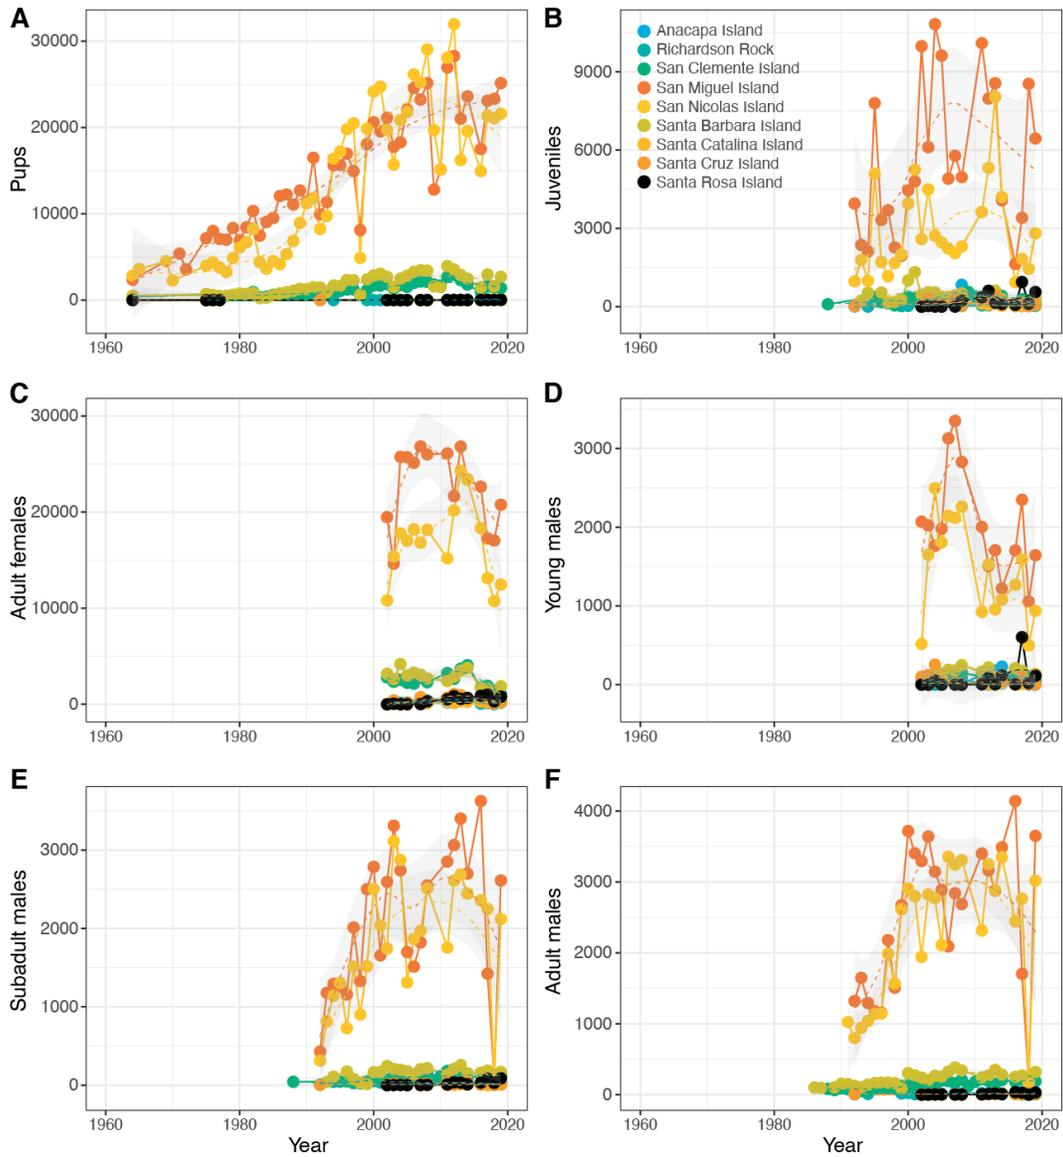 A
Pups
30000
20000
10000
0
1960
1980
2000
2020
B
Juveniles
9000
6000
3000
0
Anacapa Island
Richardson Rock
San Clemente Island
San Miguel Island
San Nicolas Island
Santa Barbara Island
Santa Catalina Island
Santa Cruz Island
Santa Rosa Island
1960
1980
2000
2020
C
Adult females
30000
20000
10000
0
1960
1980
2000
2020
D
Young males
3000
2000
1000
0
1960
1980
2000
2020
E
Subadult males
3000
2000
1000
0
1960
1980
2000
2020
Year
F
Adult males
4000
3000
2000
1000
0
1960
1980
2000
2020
Year